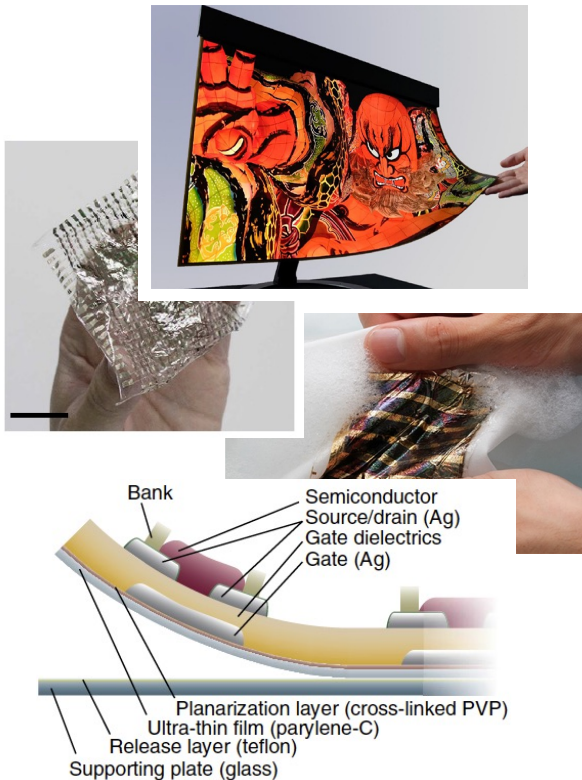 Bank
Semiconductor
Source/drain (Ag)
Gate dielectrics
Gate (Ag)
Planarization layer (cross-linked PVP)
Ultra-thin film (parylene-C)
Release layer (teflon)
Supporting plate (glass)